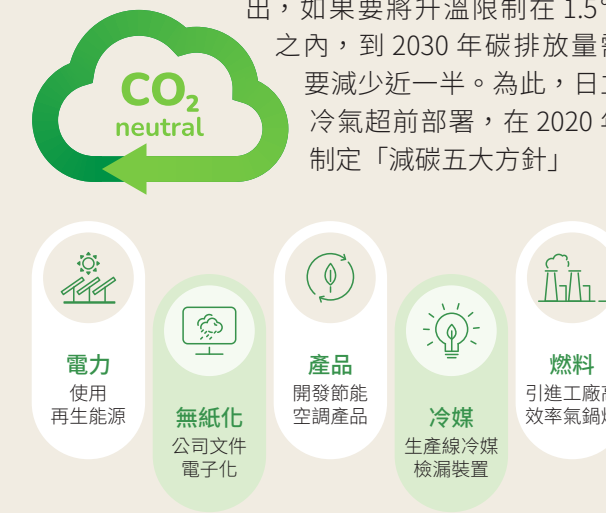 出，如果要將升溫限制在 1.5°
之內，到 2030 年碳排放量需
要減少近一半。為此，日立
冷氣超前部署，在 2020 年
制定「減碳五大方針」
CO₂
neutral
電力
使用
再生能源
無紙化
公司文件
電子化
產品
開發節能
空調產品
冷媒
生產線冷媒
檢漏裝置
燃料
引進工廠高
效率氣鍋爐